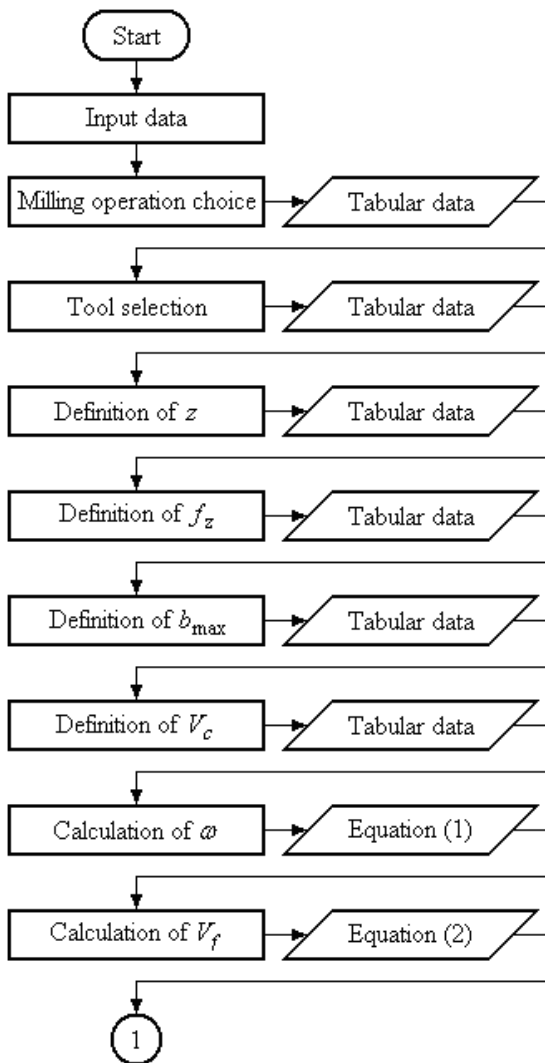 Start
Input data
Milling operation choice
Tabular data
Tool selection
Tabular data
Definition of z
Tabular data
Definition of f_z
Tabular data
Definition of b_max
Tabular data
Definition of V_c
Tabular data
Calculation of ω
Equation (1)
Calculation of V_f
Equation (2)
1